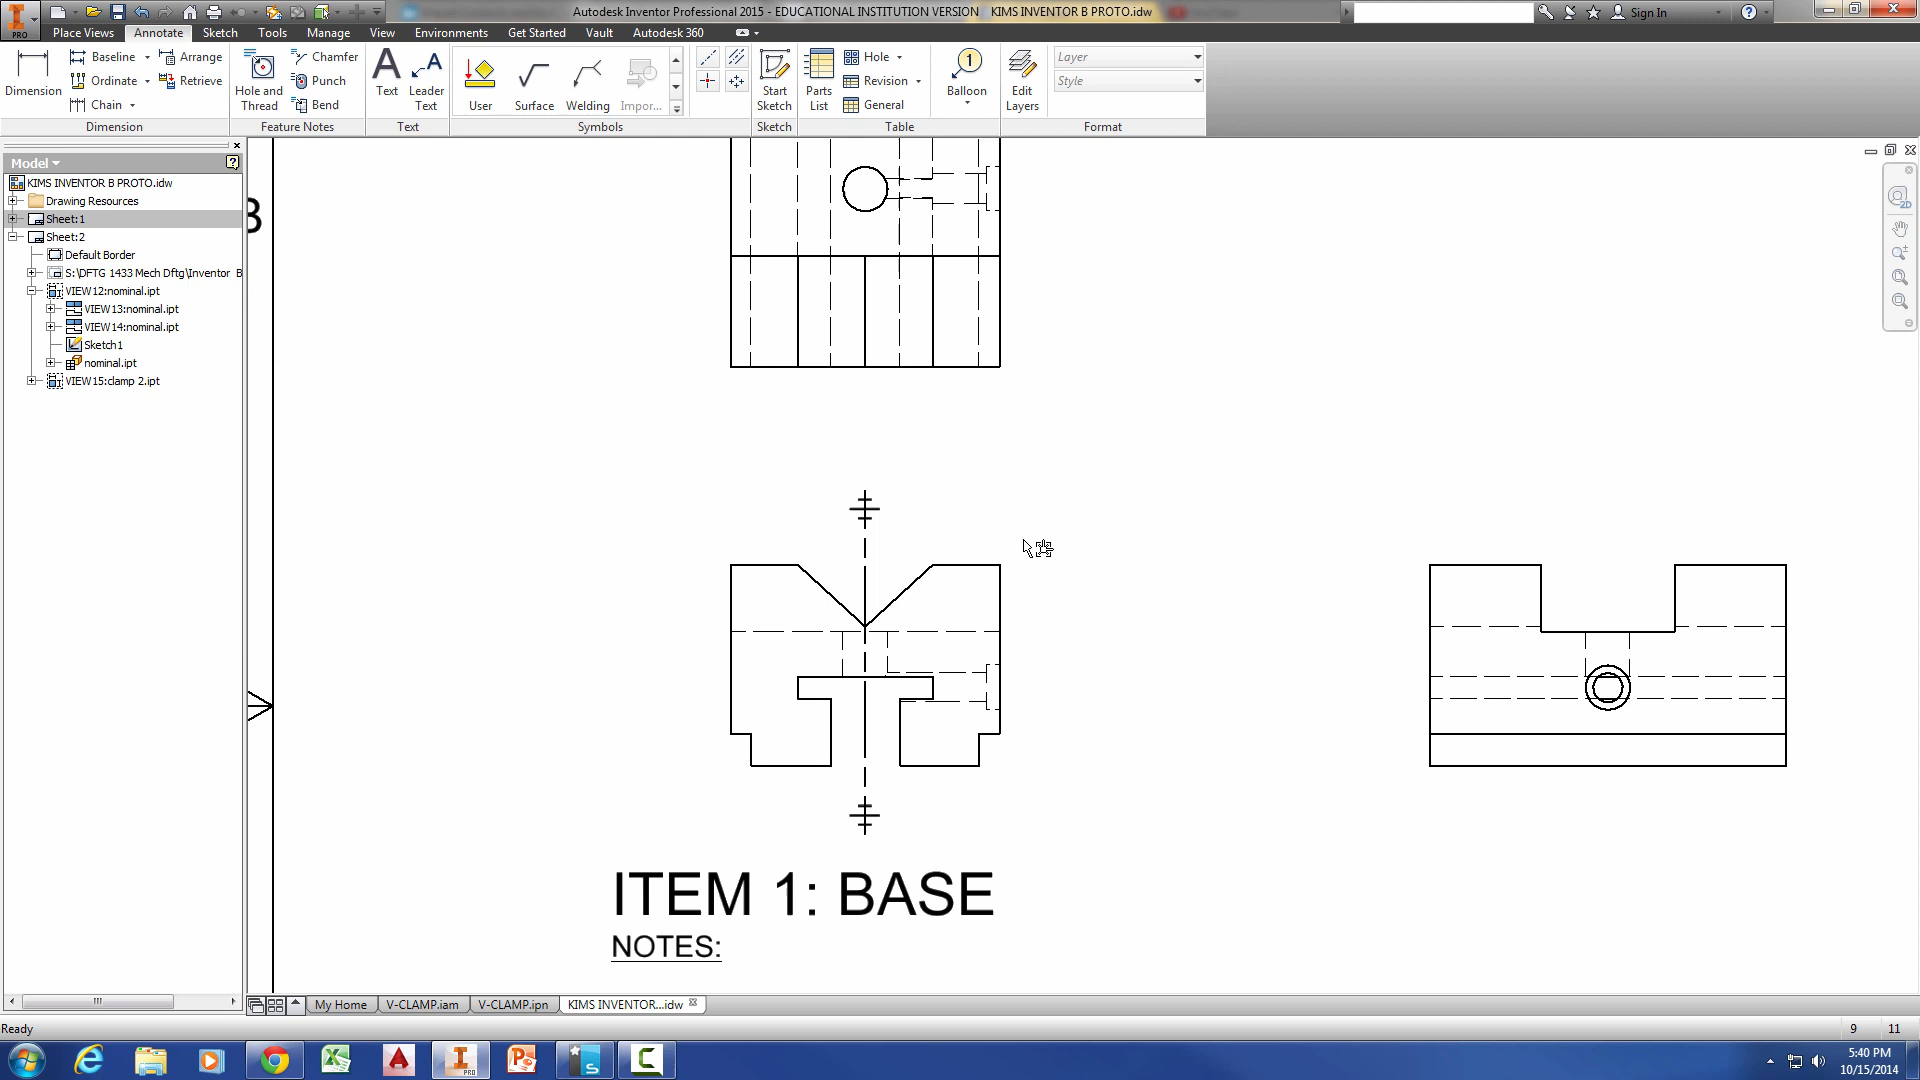 Autodesk Inventor Professional 2015 - EDUCATIONAL INSTITUTION VERSION KIMS INVENTOR B PROTO.idw
Sign In
PRO
Place Views Annotate Sketch Tools Manage View Environments Get Started Vault Autodesk 360
Dimension
Baseline
Ordinate
Chain
Arrange
Retrieve
Dimension
Hole and Thread
Chamfer
Punch
Bend
Feature Notes
Text
Leader Text
Text
User
Surface
Welding
Impor...
Symbols
Start Sketch
Sketch
Parts List
Hole
Revision
General
Table
Balloon
Edit Layers
Layer
Style
Format
Model
KIMS INVENTOR B PROTO.idw
Drawing Resources
Sheet:1
Sheet:2
Default Border
S:\DFTG 1433 Mech Dftg\Inventor B
VIEW12:nominal.ipt
VIEW13:nominal.ipt
VIEW14:nominal.ipt
Sketch1
nominal.ipt
VIEW15:clamp 2.ipt
B
2D
ITEM 1: BASE
NOTES:
My Home V-CLAMP.iam V-CLAMP.ipn KIMS INVENTOR...idw
Ready
9 11
5:40 PM
10/15/2014